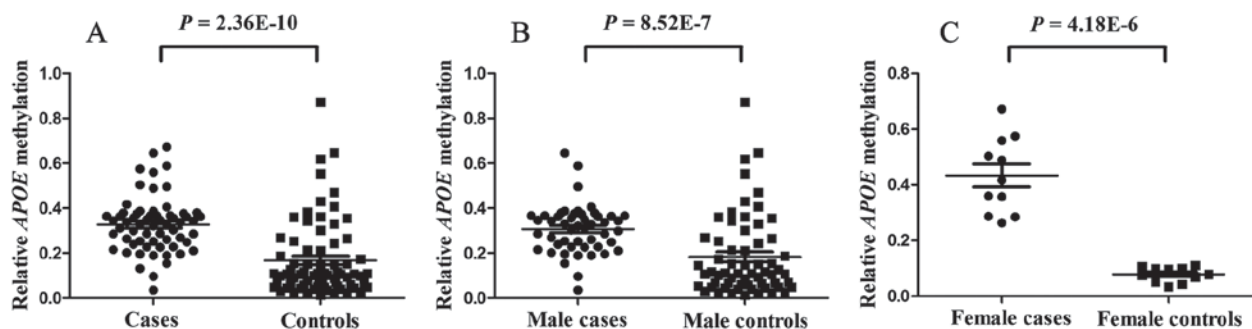 A
P = 2.36E-10
Relative APOE methylation
1.0
0.8
0.6
0.4
0.2
0.0
Cases
Controls
B
P = 8.52E-7
Relative APOE methylation
1.0
0.8
0.6
0.4
0.2
0.0
Male cases
Male controls
C
P = 4.18E-6
Relative APOE methylation
0.8
0.6
0.4
0.2
0.0
Female cases
Female controls